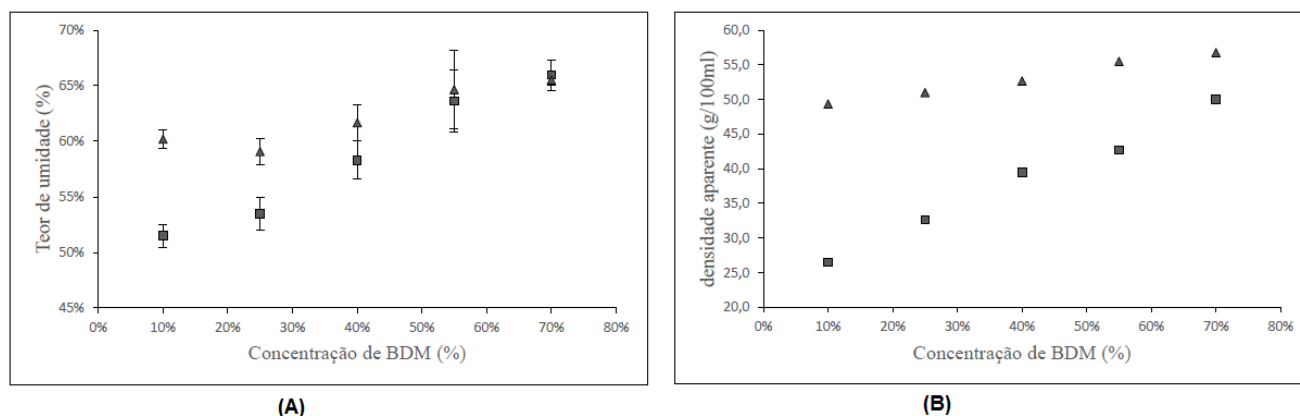 70%
65%
60%
55%
50%
45%
Teor de umidade (%)
0% 10% 20% 30% 40% 50% 60% 70% 80%
Concentração de BDM (%)
(A)
60,0
55,0
50,0
45,0
40,0
35,0
30,0
25,0
20,0
densidade aparente (g/100ml)
0% 10% 20% 30% 40% 50% 60% 70% 80%
Concentração de BDM (%)
(B)